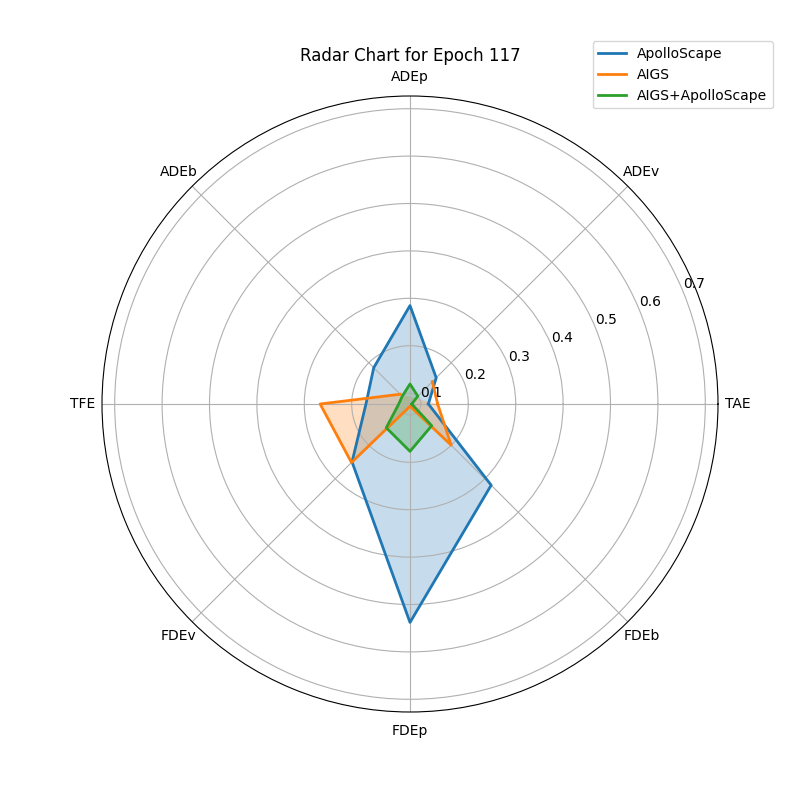 Radar Chart for Epoch 117
ApolloScape
AIGS
AIGS+ApolloScape
ADEp
ADEb
ADEv
0.7
0.6
0.5
0.4
0.3
0.2
0.1
TFE
TAE
FDEv
FDEb
FDEp